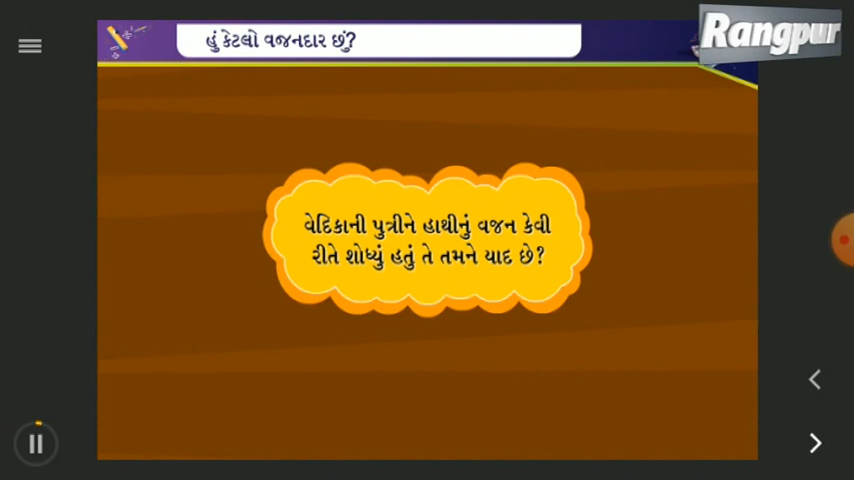 હું કેટલો વજનદાર છું?
Rangpur
વેદિકાની પુત્રીને હાથીનું વજન કેવી
રીતે શોધ્યું હતું તે તમને યાદ છે?